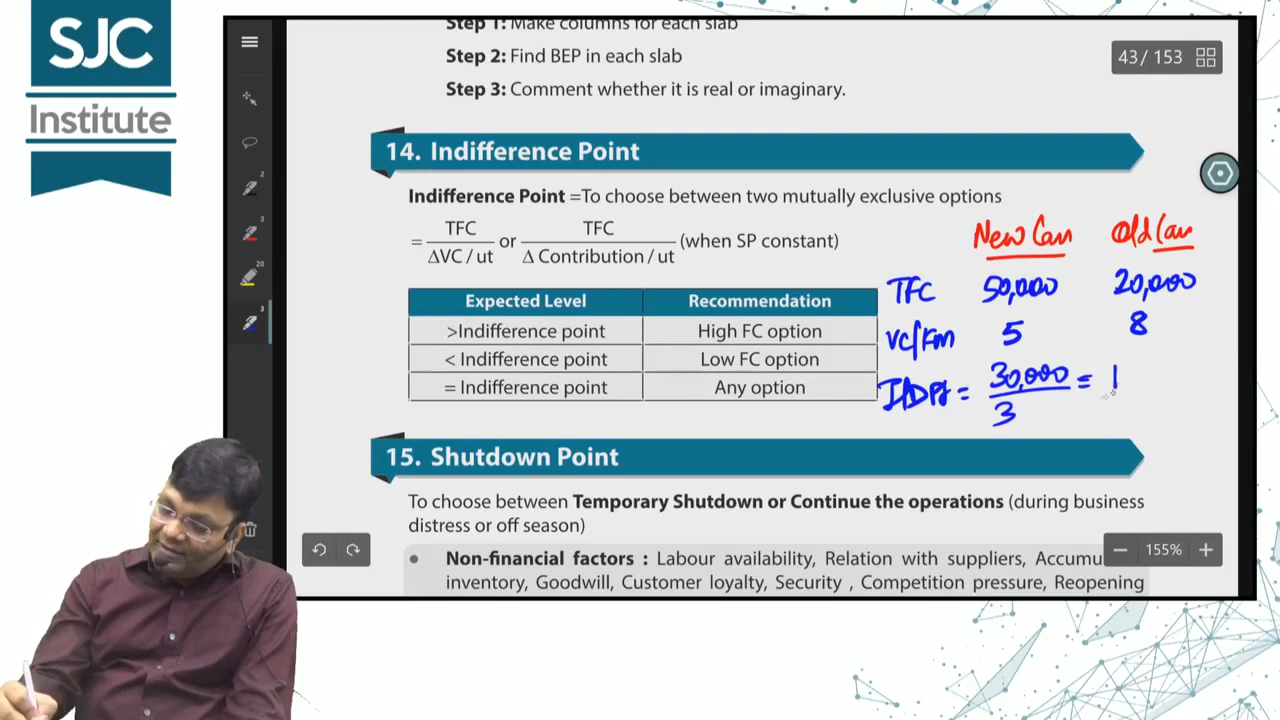 SJC
Institute
Step 1: Make columns for each slab
Step 2: Find BEP in each slab
Step 3: Comment whether it is real or imaginary.
43 / 153
14. Indifference Point
Indifference Point =To choose between two mutually exclusive options
= TFC / ΔVC / ut or TFC / Δ Contribution / ut (when SP constant)
New Car Old Car
TFC 50,000 20,000
VC/Km 5 8
IADPt = 30,000 / 3 = 1
Expected Level Recommendation
>Indifference point High FC option
< Indifference point Low FC option
= Indifference point Any option
15. Shutdown Point
To choose between Temporary Shutdown or Continue the operations (during business
distress or off season)
• Non-financial factors : Labour availability, Relation with suppliers, Accumu
inventory, Goodwill, Customer loyalty, Security , Competition pressure, Reopening
155%
2
3
20
3